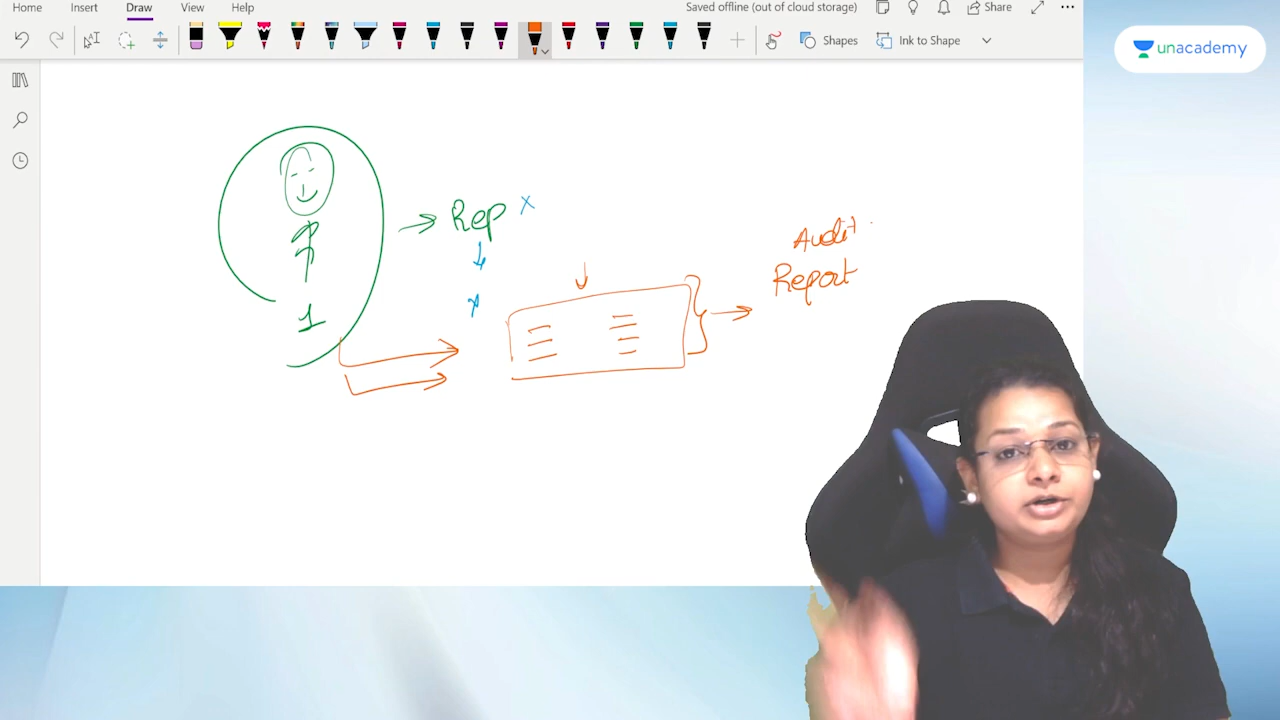 Home Insert Draw View Help
Saved offline (out of cloud storage) Share
Shapes Ink to Shape
unacademy
Rep x
x
1
Audit
Report